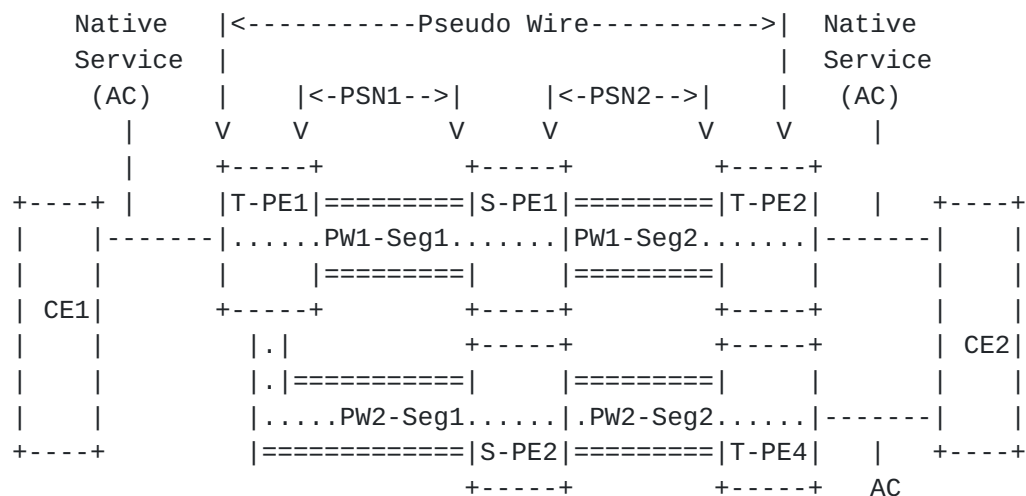 Native   |<-----------Pseudo Wire----------->|  Native
     Service  |                                   |  Service
      (AC)    |    |<-PSN1-->|     |<-PSN2-->|    |   (AC)
        |     V    V         V     V         V    V     |
        |     +-----+         +-----+         +-----+
 +----+ |     |T-PE1|=========|S-PE1|=========|T-PE2|   |   +----+
 |    |-------|......PW1-Seg1.......|PW1-Seg2.......|-------|    |
 |    |       |     |=========|     |=========|     |       |    |
 | CE1|       +-----+         +-----+         +-----+       |    |
 |    |         |.|           +-----+         +-----+       | CE2|
 |    |         |.|===========|     |=========|     |       |    |
 |    |         |.....PW2-Seg1......|.PW2-Seg2......|-------|    |
 +----+         |=============|S-PE2|=========|T-PE4|   |   +----+
                              +-----+         +-----+   AC